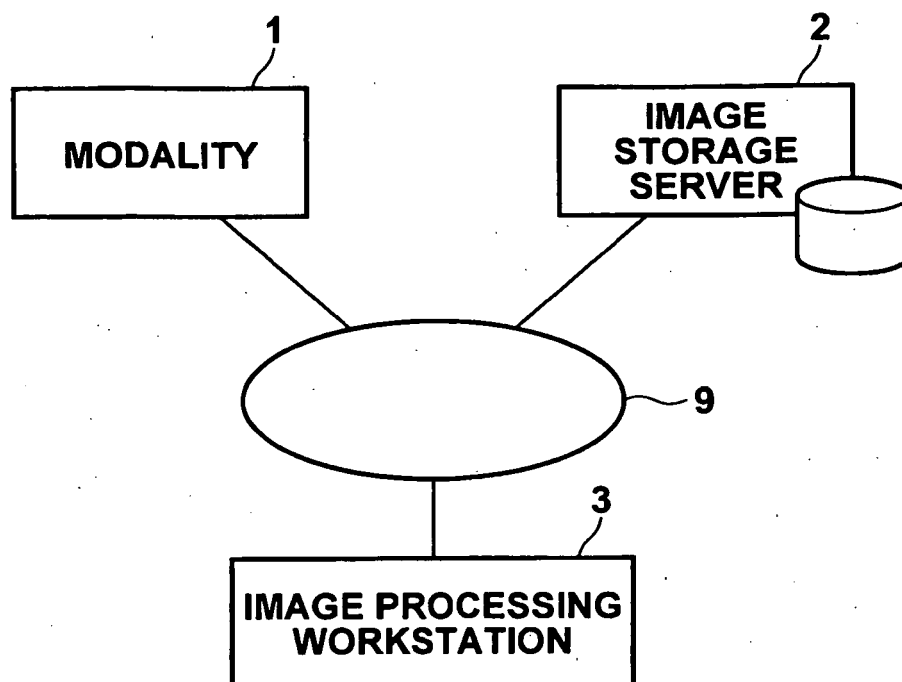 1
MODALITY
2
IMAGE
STORAGE
SERVER
9
3
IMAGE PROCESSING
WORKSTATION